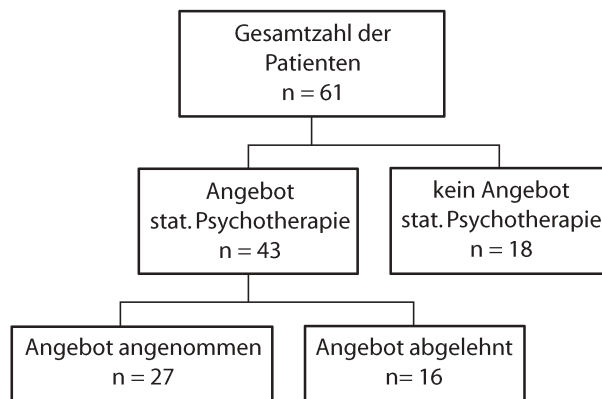 Gesamtzahl der
Patienten
n = 61
Angebot
stat. Psychotherapie
n = 43
kein Angebot
stat. Psychotherapie
n = 18
Angebot angenommen
n = 27
Angebot abgelehnt
n= 16